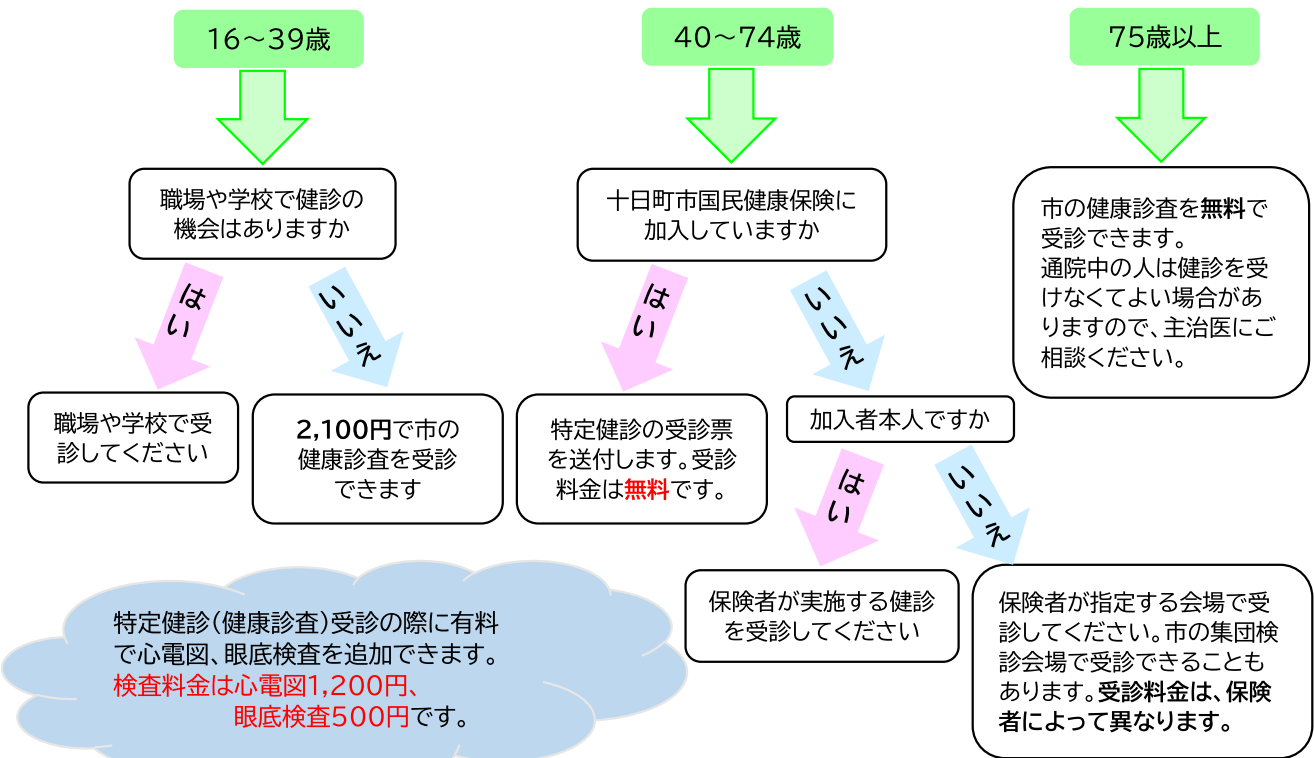 16～39歳
職場や学校で健診の
機会はありますか
はい
いいえ
職場や学校で受
診してください
2,100円で市の
健康診査を受診
できます
40～74歳
十日町市国民健康保険に
加入していますか
はい
いいえ
特定健診の受診票
を送付します。受診
料金は無料です。
加入者本人ですか
はい
いいえ
保険者が実施する健診
を受診してください
保険者が指定する会場で受
診してください。市の集団検
診会場で受診できることも
あります。受診料金は、保険
者によって異なります。
75歳以上
市の健康診査を無料で
受診できます。
通院中の人は健診を受
けなくてよい場合があ
りますので、主治医にご
相談ください。
特定健診（健康診査）受診の際に有料
で心電図、眼底検査を追加できます。
検査料金は心電図1,200円、
眼底検査500円です。